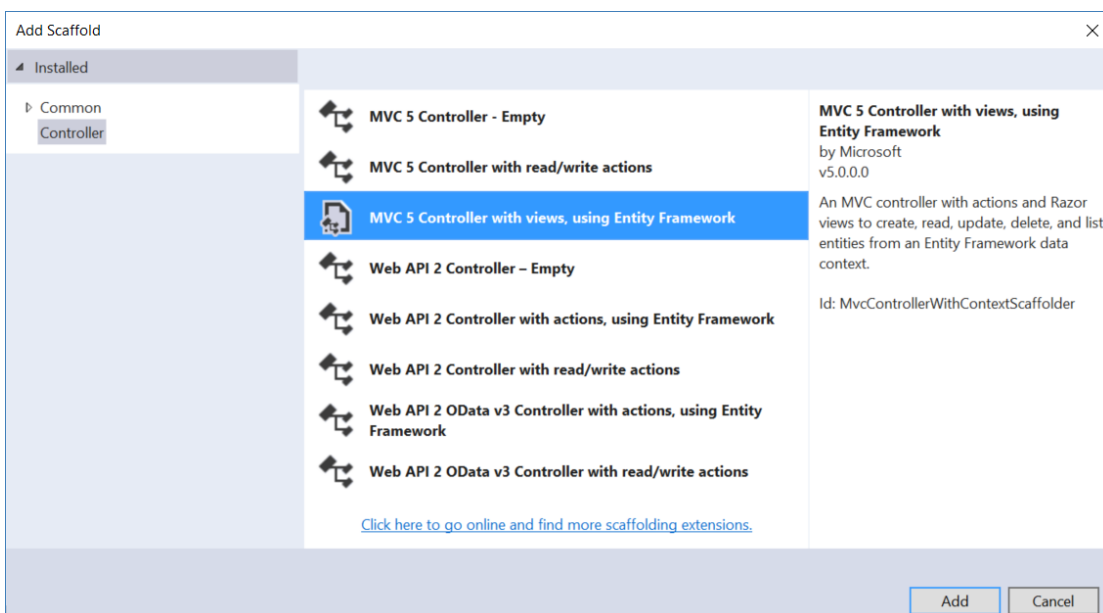 Add Scaffold
Installed
Common
Controller
MVC 5 Controller - Empty
MVC 5 Controller with read/write actions
MVC 5 Controller with views, using Entity Framework
Web API 2 Controller – Empty
Web API 2 Controller with actions, using Entity Framework
Web API 2 Controller with read/write actions
Web API 2 OData v3 Controller with actions, using Entity
Framework
Web API 2 OData v3 Controller with read/write actions
Click here to go online and find more scaffolding extensions.
MVC 5 Controller with views, using
Entity Framework
by Microsoft
v5.0.0.0
An MVC controller with actions and Razor
views to create, read, update, delete, and list
entities from an Entity Framework data
context.
Id: MvcControllerWithContextScaffolder
Add
Cancel